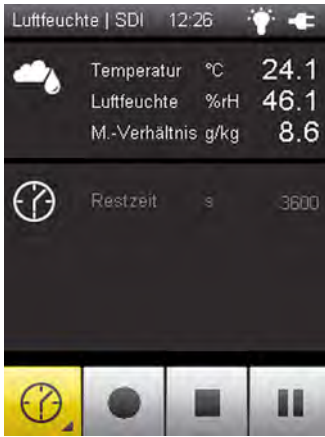 Luftfeuchte | SDI 12:26
Temperatur °C 24.1
Luftfeuchte %rH 46.1
M.-Verhältnis g/kg 8.6
Restzeit s 3600